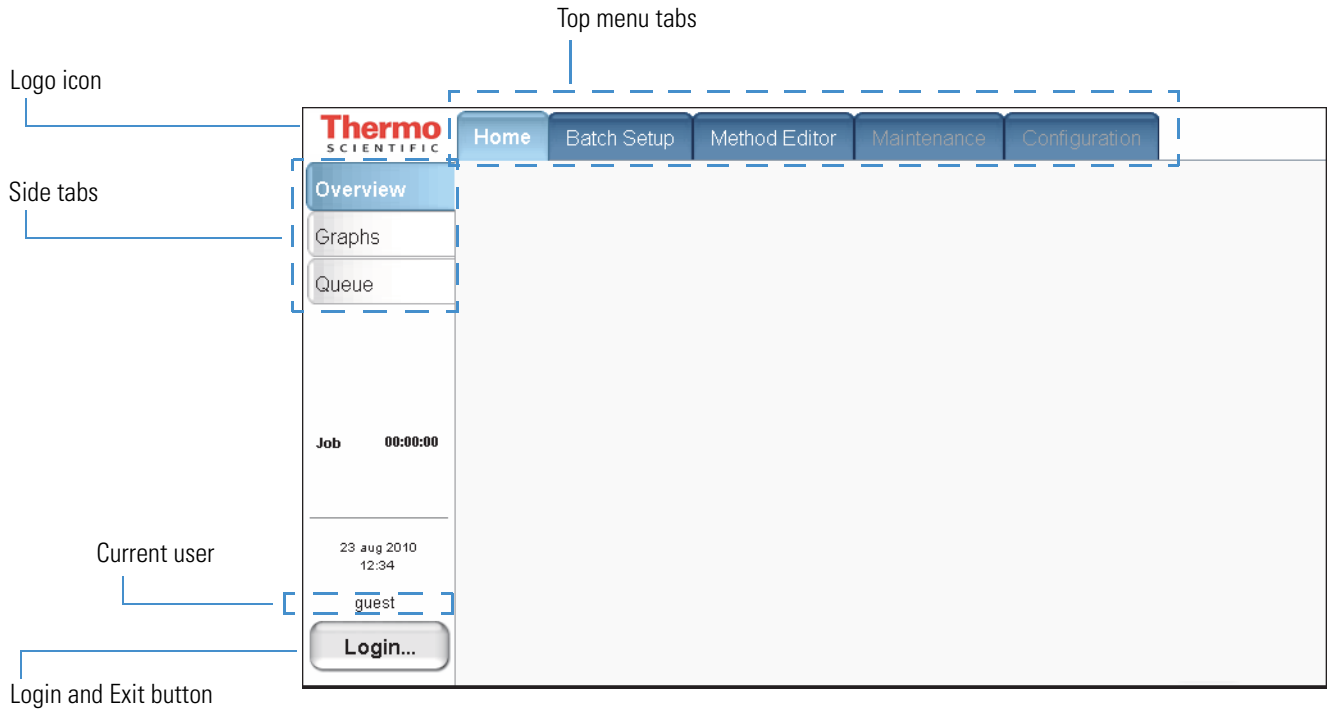 Top menu tabs
Logo icon
Thermo
SCIENTIFIC
Home Batch Setup Method Editor Maintenance Configuration
Side tabs
Overview
Graphs
Queue
Job 00:00:00
23 aug 2010
12:34
Current user
guest
Login...
Login and Exit button